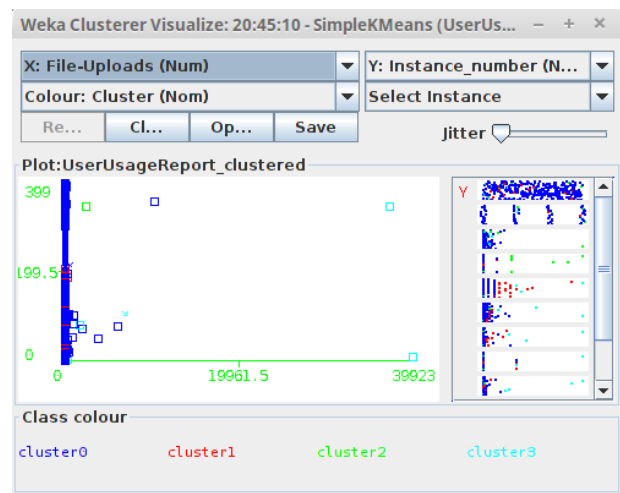 Weka Clusterer Visualize: 20:45:10 - SimpleKMeans (UserUs...
X: File-Uploads (Num)
Y: Instance_number (N...
Colour: Cluster (Nom)
Select Instance
Re...
Cl...
Op...
Save
Jitter
Plot:UserUsageReport_clustered
399
199.5
0
0
19961.5
39923
Y
Class colour
cluster0
cluster1
cluster2
cluster3